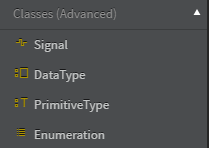 Classes (Advanced)
Signal
DataType
PrimitiveType
Enumeration